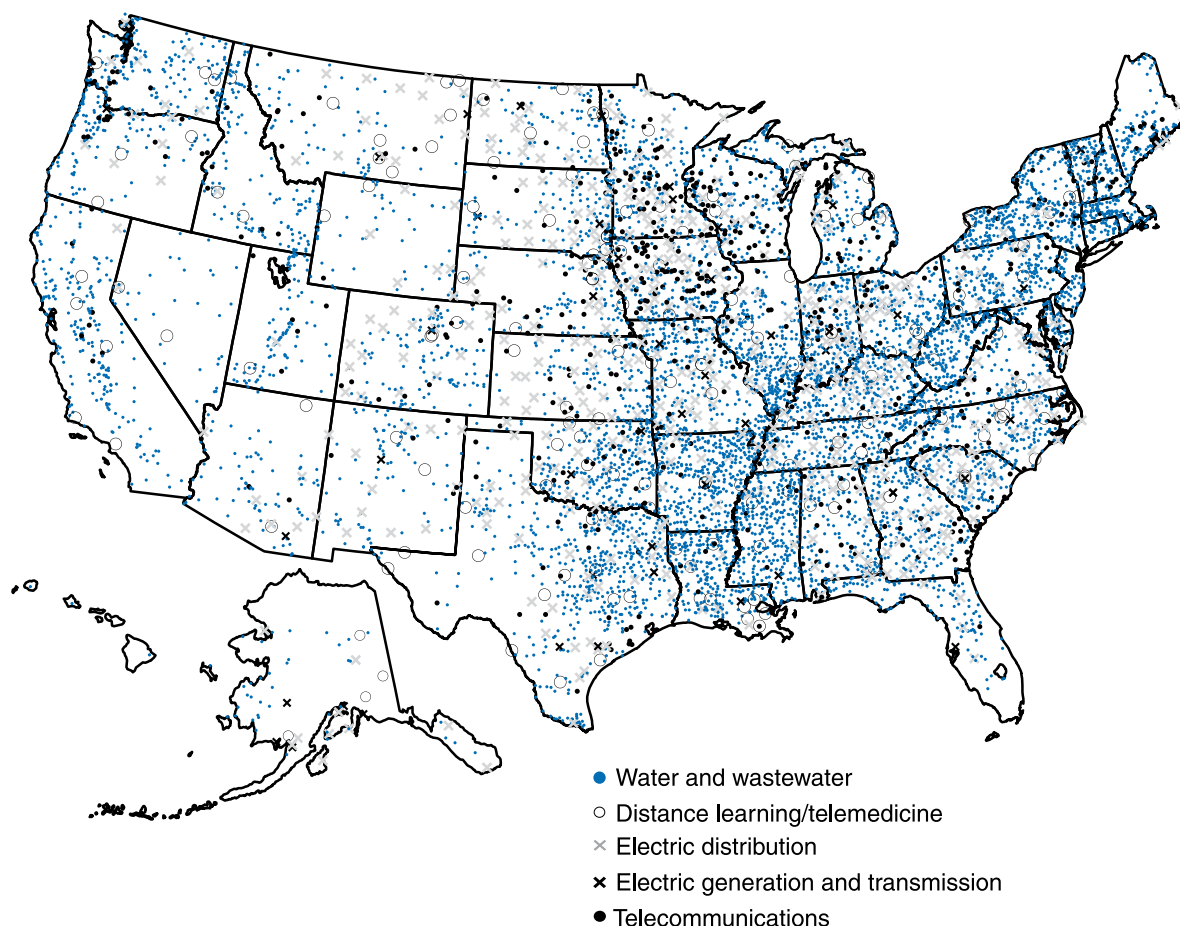 Water and wastewater
Distance learning/telemedicine
Electric distribution
Electric generation and transmission
Telecommunications